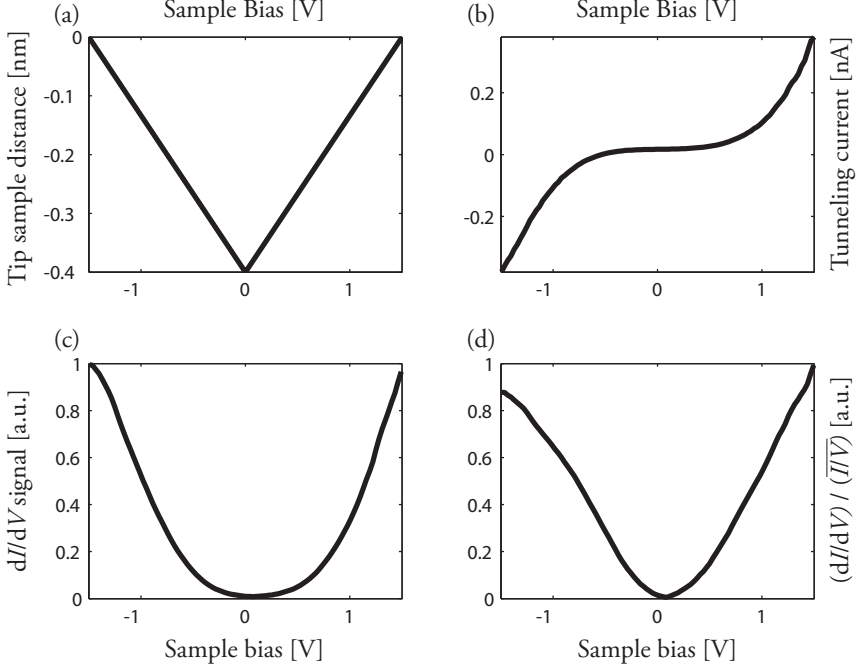 (a)
Sample Bias [V]
Tip sample distance [nm]
0
-0.1
-0.2
-0.3
-0.4
-1 0 1
(b)
Sample Bias [V]
Tunneling current [nA]
0.2
0
-0.2
-1 0 1
(c)
dI/dV signal [a.u.]
1
0.8
0.6
0.4
0.2
0
-1 0 1
Sample bias [V]
(d)
(dI/dV) / (I/V) [a.u.]
1
0.8
0.6
0.4
0.2
0
-1 0 1
Sample bias [V]